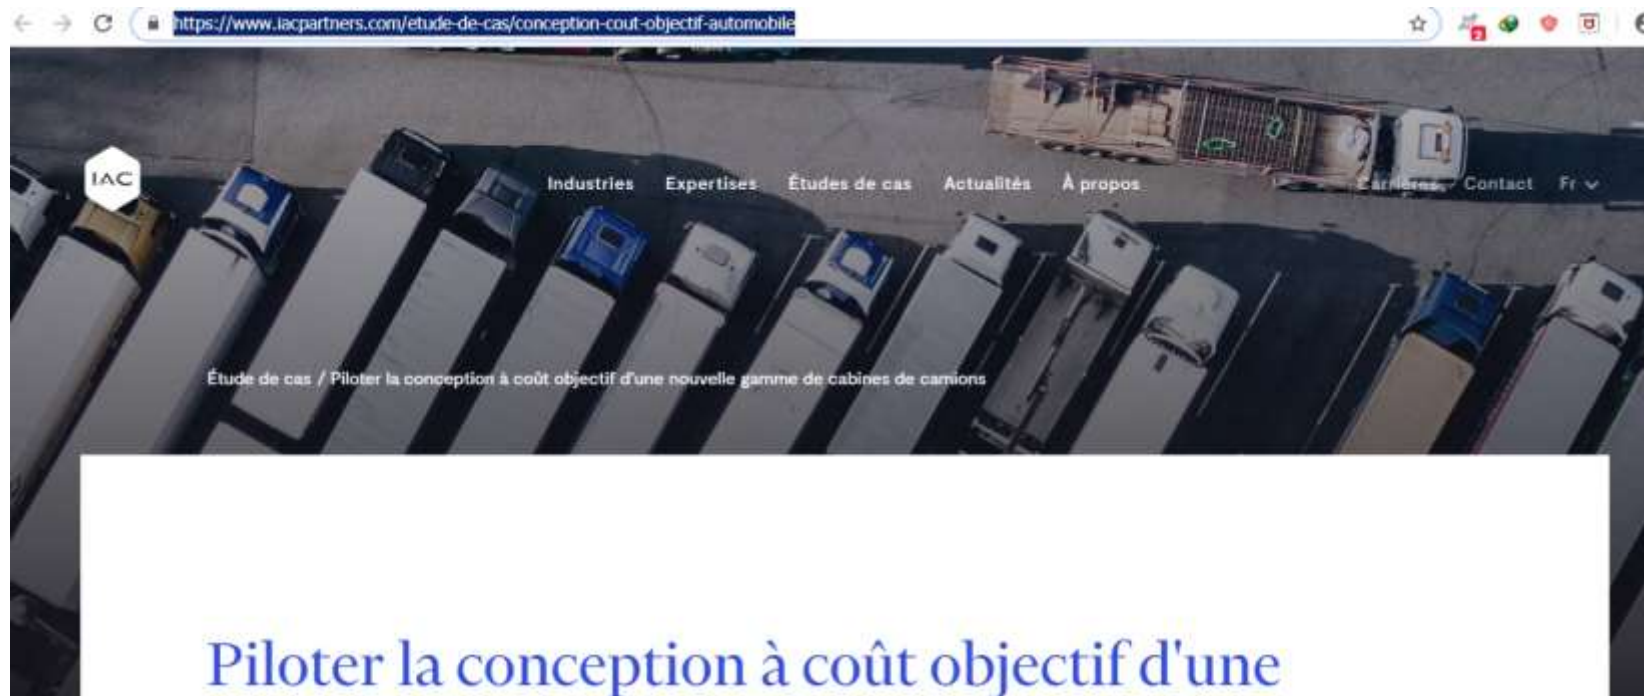 https://www.iacpartners.com/etude-de-cas/conception-cout-objectif-automobile
2
IAC
Industries Expertises Études de cas Actualités À propos Carrières Contact Fr
Étude de cas / Piloter la conception à coût objectif d'une nouvelle gamme de cabines de camions
Piloter la conception à coût objectif d'une